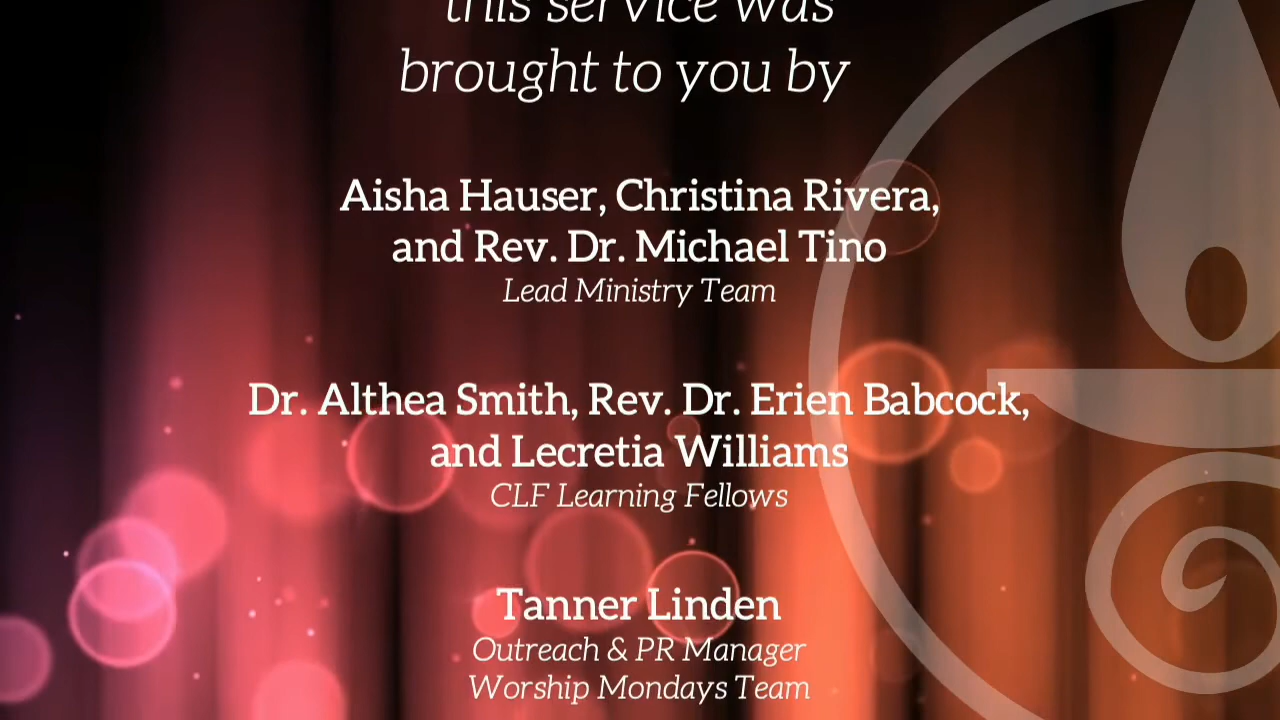 this service was
brought to you by
Aisha Hauser, Christina Rivera,
and Rev. Dr. Michael Tino
Lead Ministry Team
Dr. Althea Smith, Rev. Dr. Erien Babcock,
and Lecretia Williams
CLF Learning Fellows
Tanner Linden
Outreach & PR Manager
Worship Mondays Team